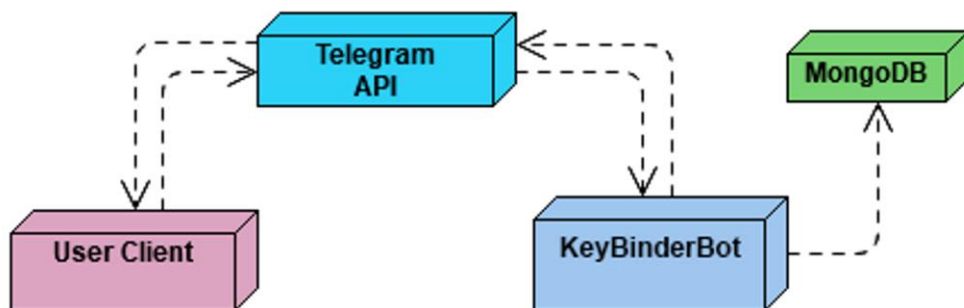 Telegram
API
MongoDB
User Client
KeyBinderBot